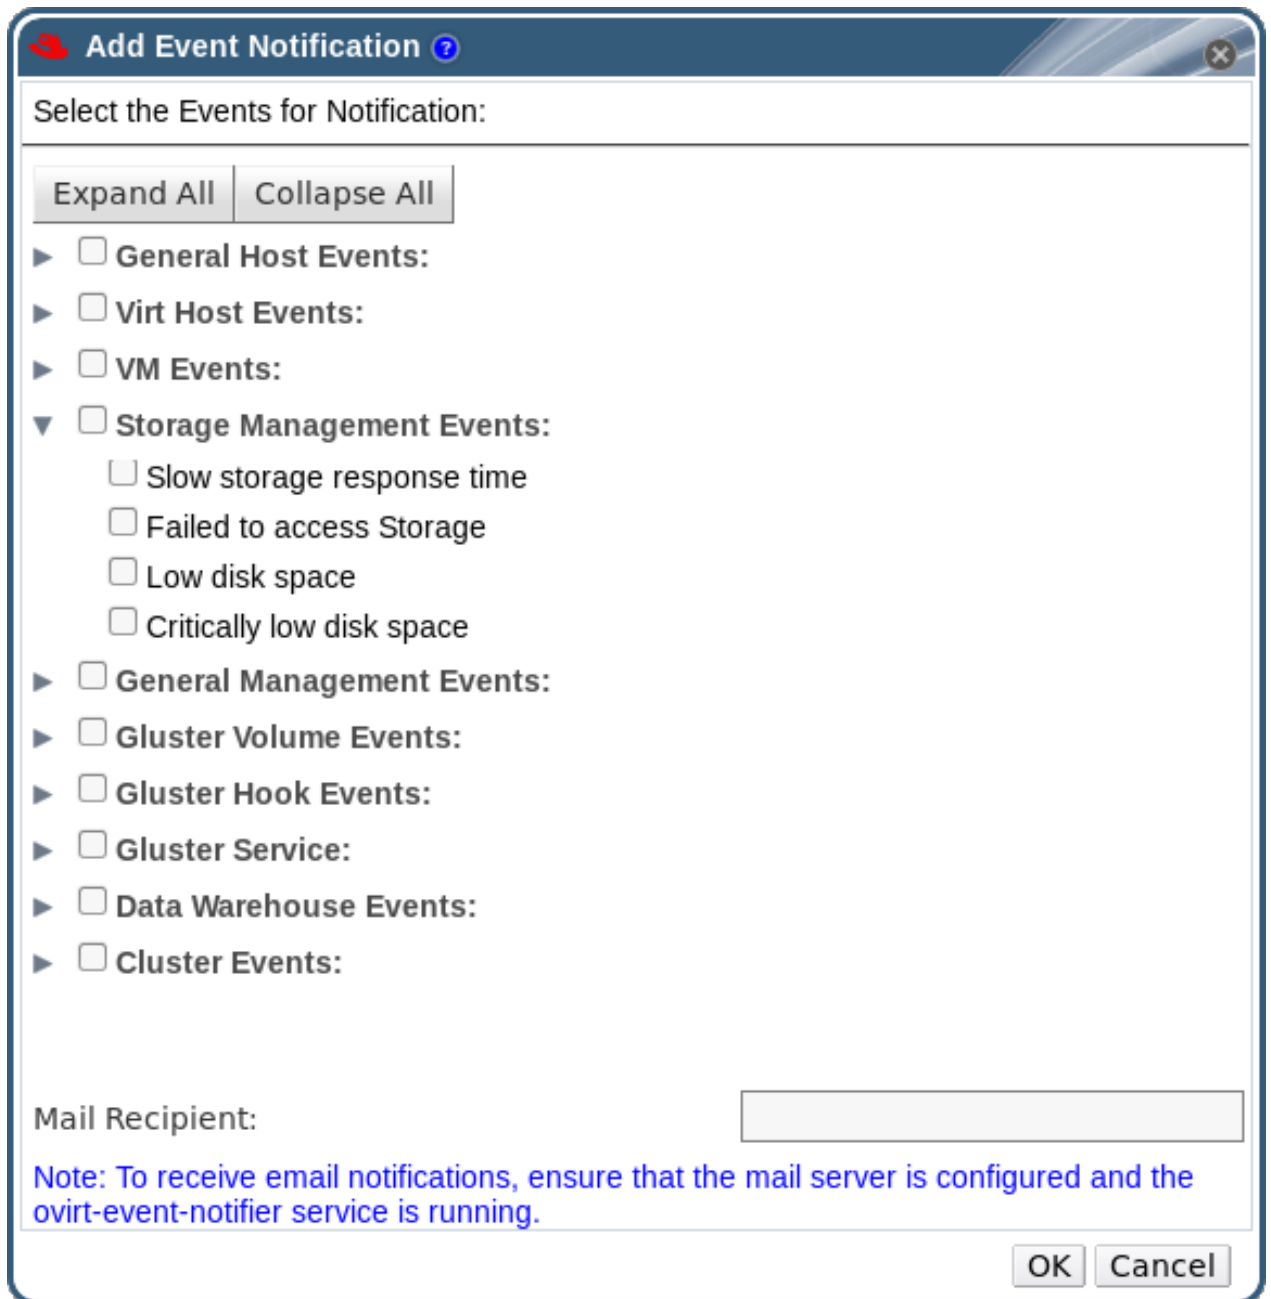 Add Event Notification ?
Select the Events for Notification:
Expand All Collapse All
General Host Events:
Virt Host Events:
VM Events:
Storage Management Events:
Slow storage response time
Failed to access Storage
Low disk space
Critically low disk space
General Management Events:
Gluster Volume Events:
Gluster Hook Events:
Gluster Service:
Data Warehouse Events:
Cluster Events:
Mail Recipient:
Note: To receive email notifications, ensure that the mail server is configured and the
ovirt-event-notifier service is running.
OK Cancel